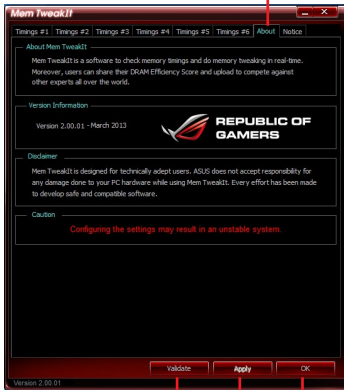 Mem TweakIt
Timings #1 Timings #2 Timings #3 Timings #4 Timings #5 Timings #6 About Notice
About Mem TweakIt
Mem TweakIt is a software to check memory timings and do memory tweaking in real-time.
Moreover, users can share their DRAM Efficiency Score and upload to compete against
other experts all over the world.
Version Information
Version 2.00.01 - March 2013
REPUBLIC OF
GAMERS
Disclaimer
Mem TweakIt is designed for technically adept users. ASUS does not accept responsibility for
any damage done to your PC hardware while using Mem TweakIt. Every effort has been made
to develop safe and compatible software.
Caution
Configuring the settings may result in an unstable system.
Validate Apply OK
Version 2.00.01